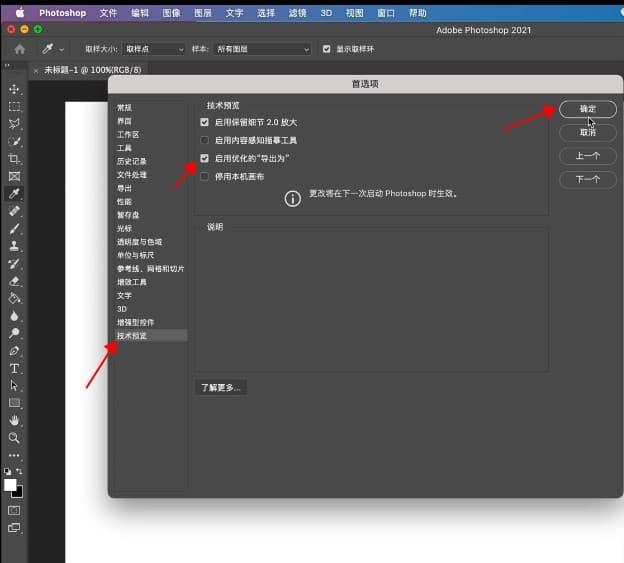 Photoshop 文件 编辑 图像 图层 文字 选择 滤镜 3D 视图 窗口 帮助
Adobe Photoshop 2021
取样大小: 取样点 样本: 所有图层 显示取样环
× 未标题-1 @ 100%(RGB/8)
首选项
常规
界面
工作区
工具
历史记录
文件处理
导出
性能
暂存盘
光标
透明度与色域
单位与标尺
参考线、网格和切片
增效工具
文字
3D
增强型控件
技术预览
技术预览
启用保留细节 2.0 放大
启用内容感知描摹工具
启用优化的“导出为”
停用本机画布
更改将在下一次启动 Photoshop 时生效。
说明
了解更多...
确定
取消
上一个
下一个